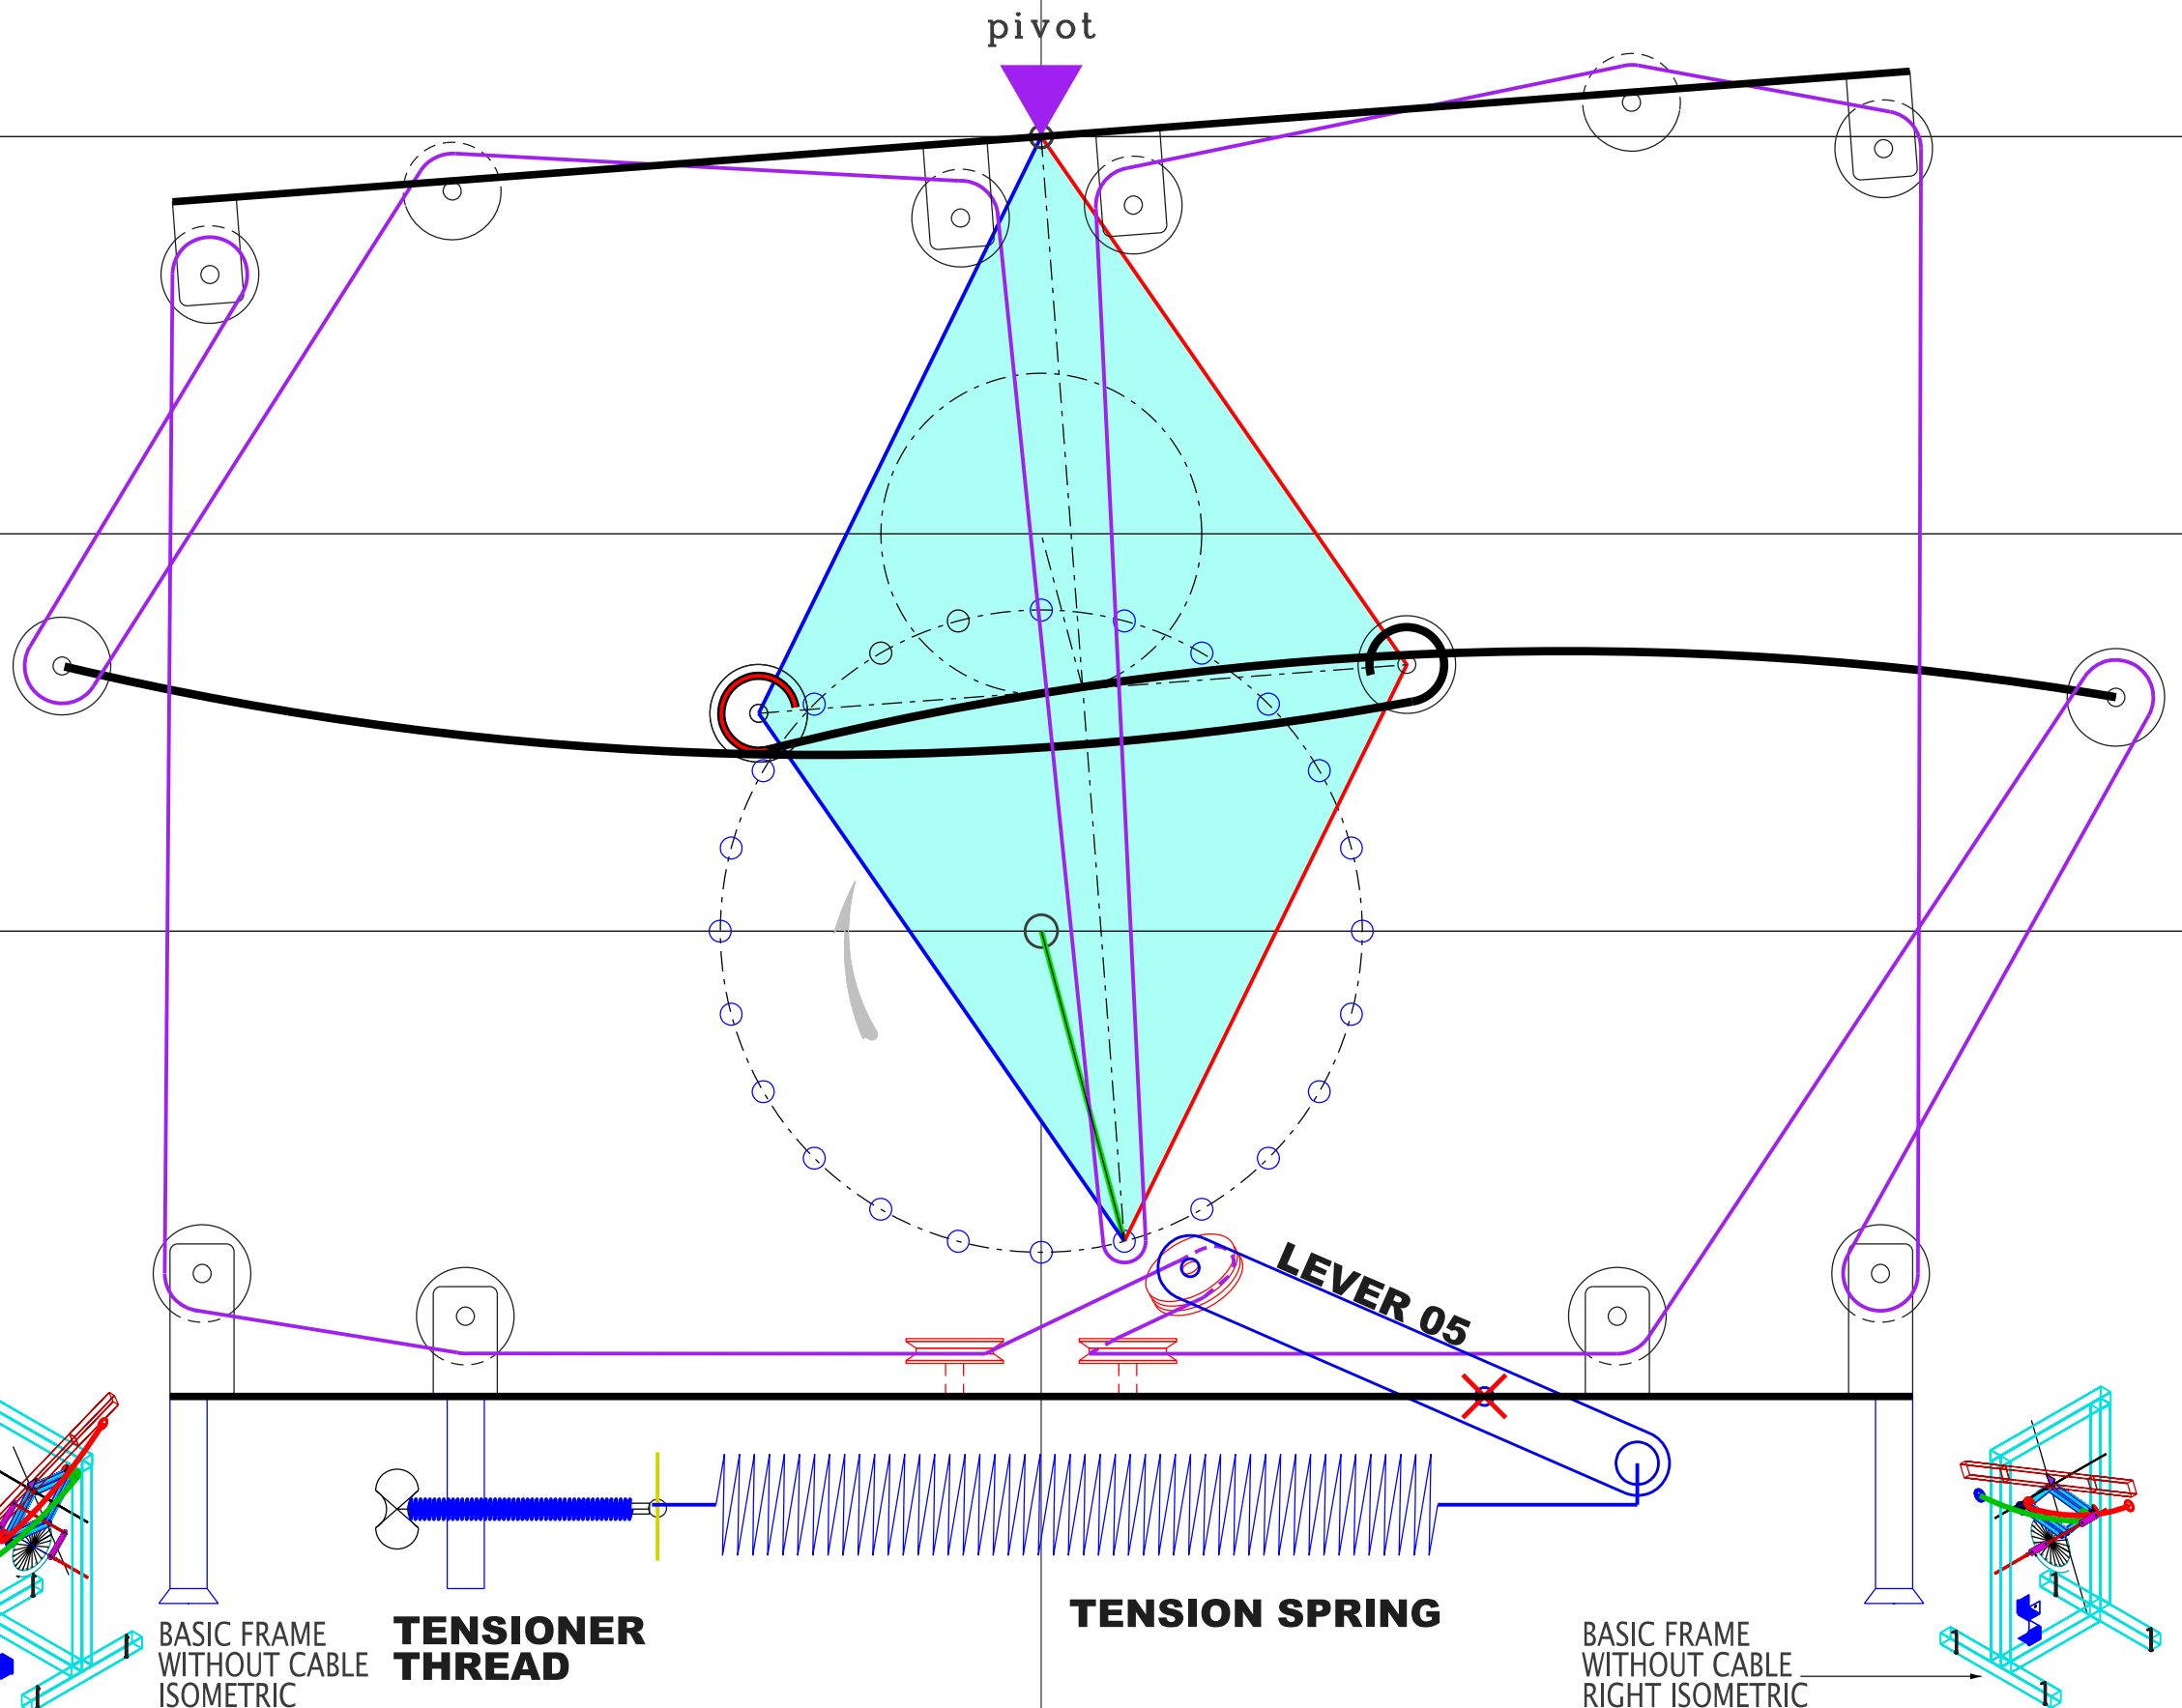 pivot
LEVER 05
TENSION SPRING
TENSIONER
THREAD
BASIC FRAME
WITHOUT CABLE
ISOMETRIC
BASIC FRAME
WITHOUT CABLE
RIGHT ISOMETRIC